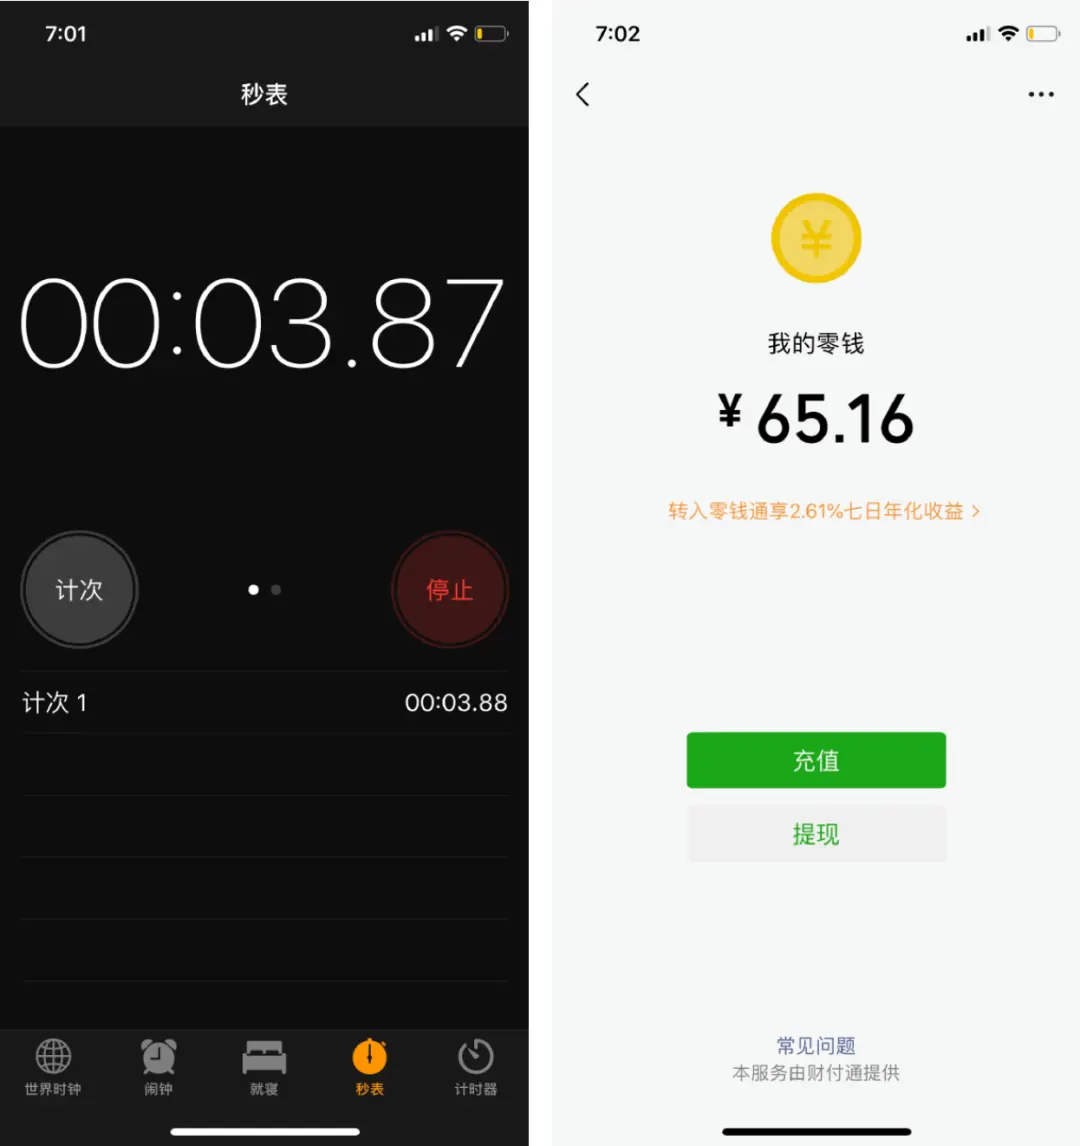 7:01
秒表
00:03.87
计次
停止
计次 1
00:03.88
世界时钟
闹钟
就寝
秒表
计时器
7:02
¥
我的零钱
¥65.16
转入零钱通享2.61%七日年化收益 >
充值
提现
常见问题
本服务由财付通提供